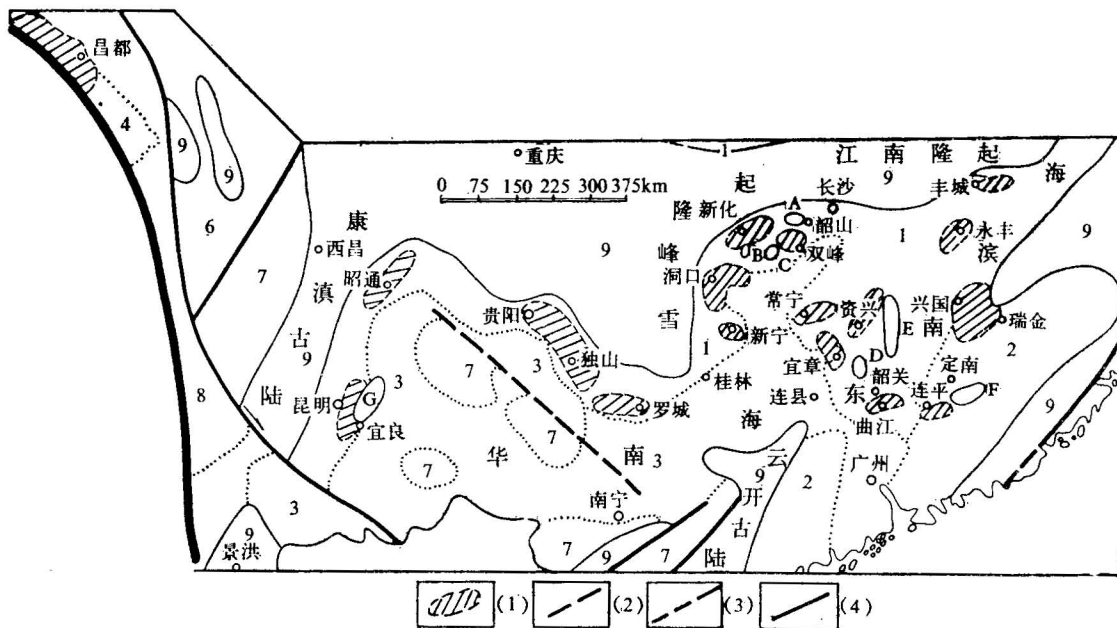 昌都
4
9
9
6
7
8
重庆
0 75 150 225 300 375km
1
江南隆起
9
丰城
海滨
长沙
A
韶山
雪峰隆起
新化
B
C
双峰
1
永丰
9
康滇古陆
9
西昌
昭通
9
洞口
贵阳
常宁
资兴
E
兴国
瑞金
东南
1
新宁
独山
3
7
宜章
D
2
桂林
定南
韶关
连平
F
连县
曲江
昆明
G
3
罗城
宜良
7
华南海
3
7
9
云开古陆
2
广州
9
3
南宁
9
景洪
7
9
7
(1)
(2)
(3)
(4)